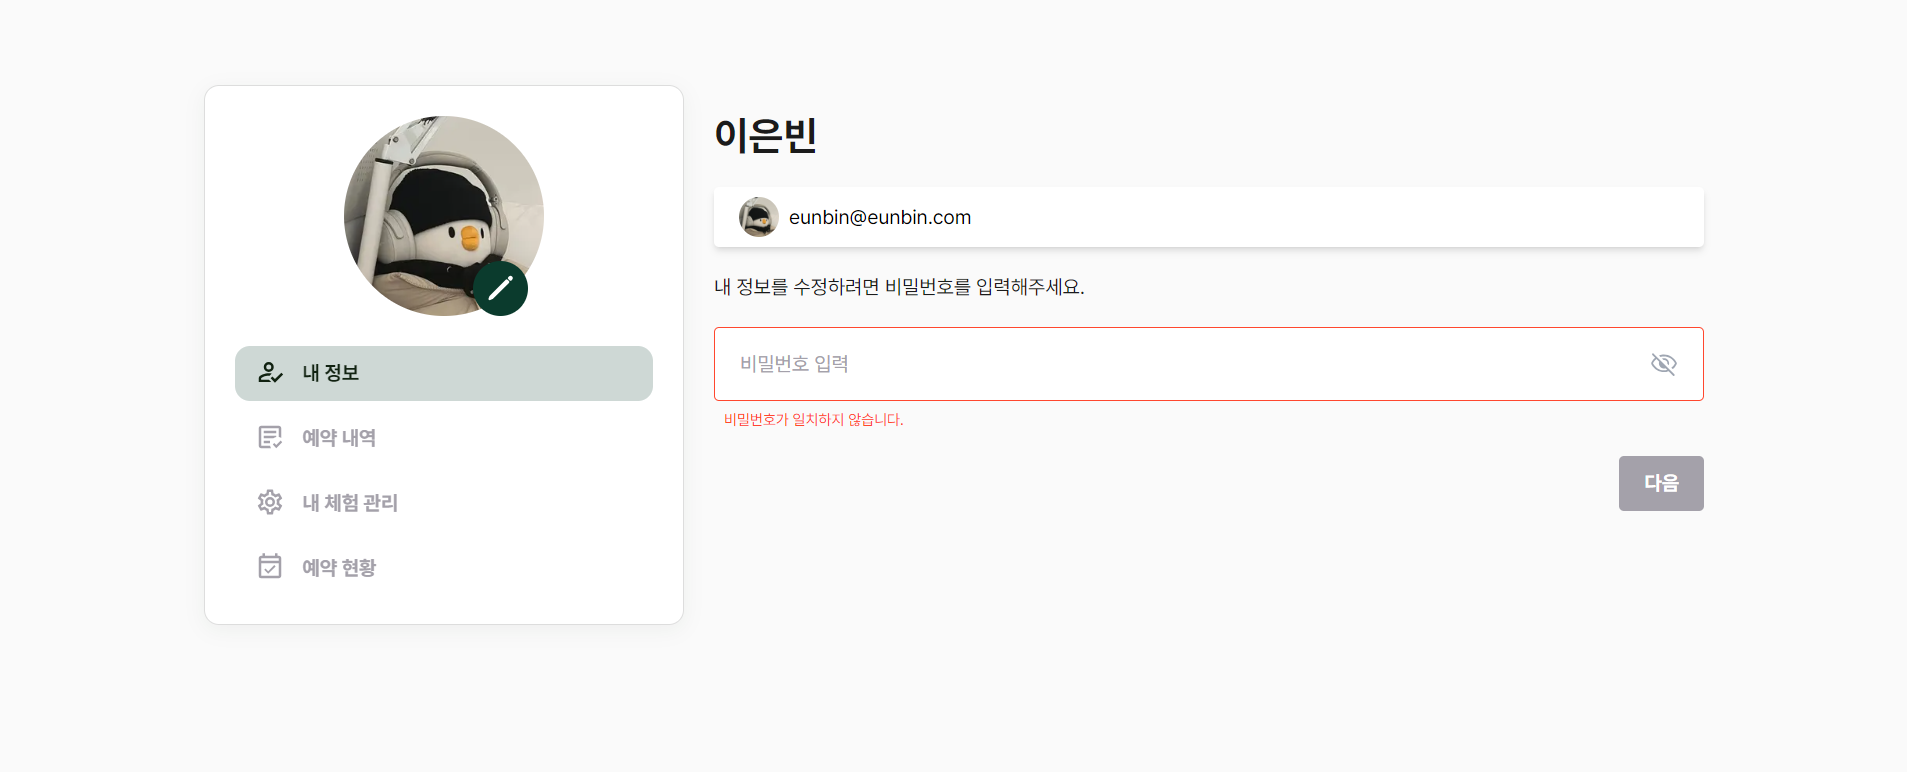 내 정보
예약 내역
내 체험 관리
예약 현황
이은빈
eunbin@eunbin.com
내 정보를 수정하려면 비밀번호를 입력해주세요.
비밀번호 입력
비밀번호가 일치하지 않습니다.
다음